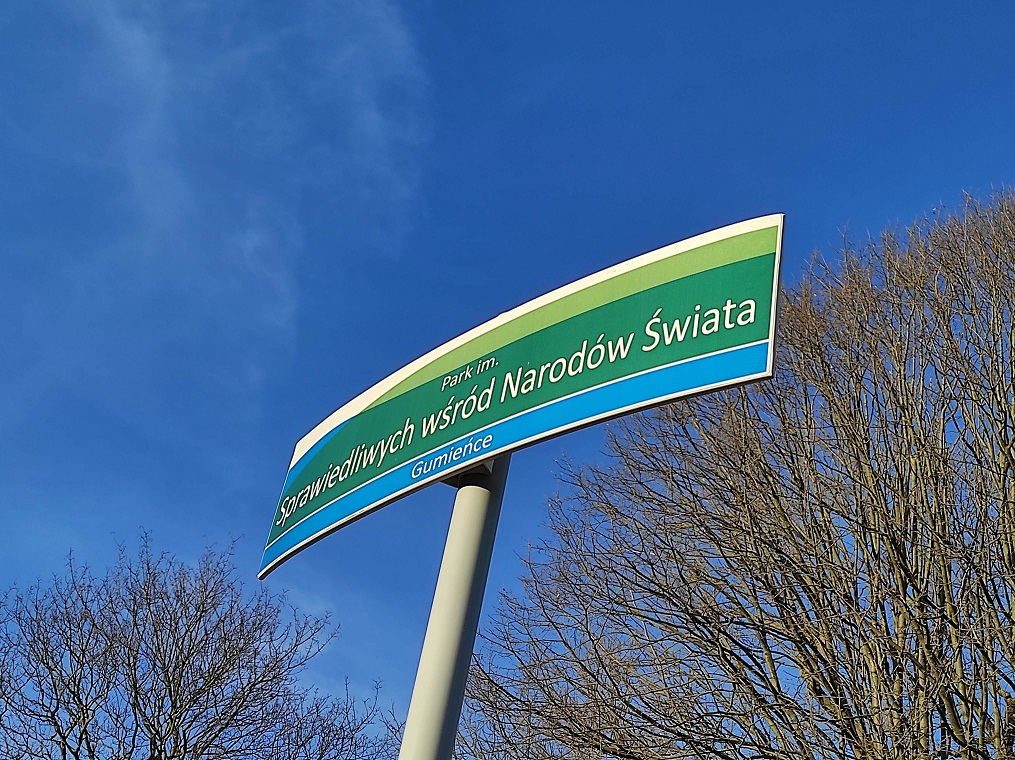 Park im.
Sprawiedliwych wśród Narodów Świata
Gumieńce